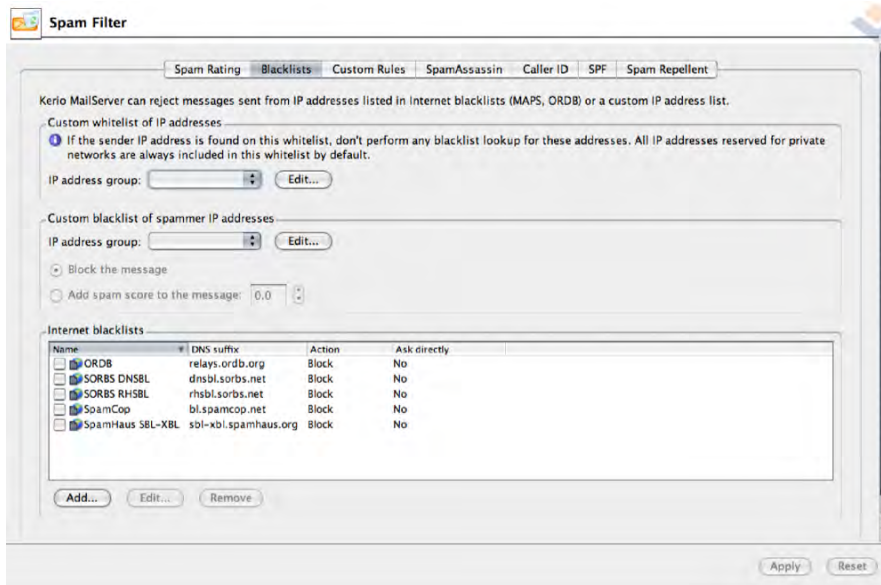 Spam Filter
Spam Rating Blacklists Custom Rules SpamAssassin Caller ID SPF Spam Repellent
Kerio MailServer can reject messages sent from IP addresses listed in Internet blacklists (MAPS, ORDB) or a custom IP address list.
Custom whitelist of IP addresses
If the sender IP address is found on this whitelist, don't perform any blacklist lookup for these addresses. All IP addresses reserved for private
networks are always included in this whitelist by default.
IP address group: Edit...
Custom blacklist of spammer IP addresses
IP address group: Edit...
Block the message
Add spam score to the message: 0.0
Internet blacklists
Name DNS suffix Action Ask directly
ORDB relays.ordb.org Block No
SORBS DNSBL dnsbl.sorbs.net Block No
SORBS RHSBL rhsbl.sorbs.net Block No
SpamCop bl.spamcop.net Block No
SpamHaus SBL-XBL sbl-xbl.spamhaus.org Block No
Add... Edit... Remove
Apply Reset